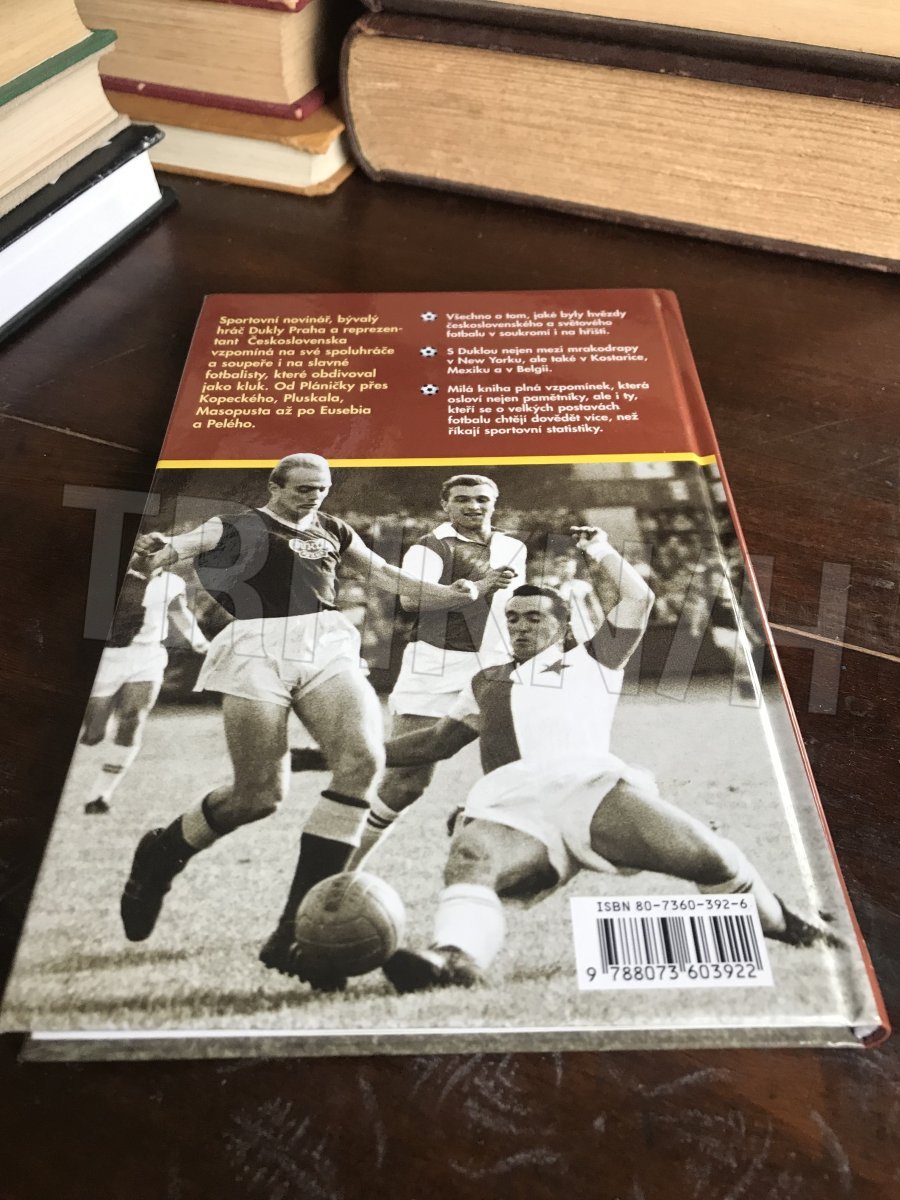 Sportovní novinář, bývalý
hráč Dukly Praha a reprezen-
tant Československa
vzpomíná na své spoluhráče
a soupeře i na slavné
fotbalisty, které obdivoval
jako kluk. Od Pláničky přes
Kopeckého, Pluskala,
Masopusta až po Eusebia
a Pelého.
Všechno o tom, jaké byly hvězdy
československého a světového
fotbalu v soukromí i na hřišti.
S Duklou nejen mezi mrakodrapy
v New Yorku, ale také v Kostarice,
Mexiku a v Belgii.
Milá kniha plná vzpomínek, která
osloví nejen pamětníky, ale i ty,
kteří se o velkých postavách
fotbalu chtějí dovědět více, než
říkají sportovní statistiky.
ISBN 80-7360-392-6
9 788073 603922